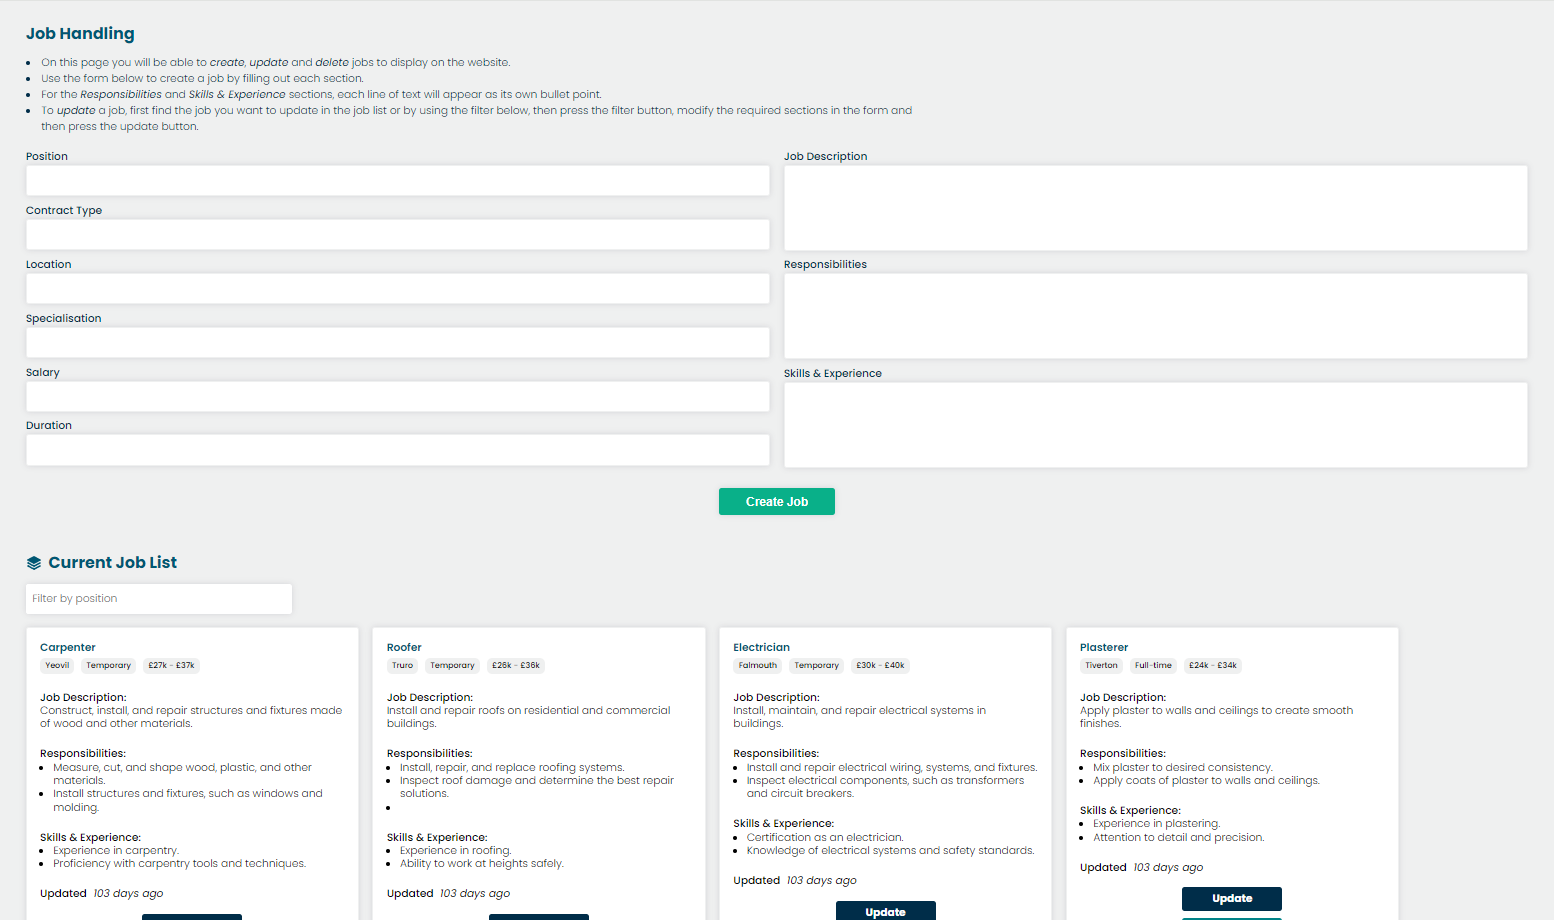 Job Handling
On this page you will be able to create, update and delete jobs to display on the website.
Use the form below to create a job by filling out each section.
For the Responsibilities and Skills & Experience sections, each line of text will appear as its own bullet point.
To update a job, first find the job you want to update in the job list or by using the filter below, then press the filter button, modify the required sections in the form and
then press the update button.
Position
Contract Type
Location
Specialisation
Salary
Duration
Job Description
Responsibilities
Skills & Experience
Create Job
Current Job List
Filter by position
Carpenter
Yeovil Temporary £27k - £37k
Job Description:
Construct, install, and repair structures and fixtures made
of wood and other materials.
Responsibilities:
Measure, cut, and shape wood, plastic, and other
materials.
Install structures and fixtures, such as windows and
molding.
Skills & Experience:
Experience in carpentry.
Proficiency with carpentry tools and techniques.
Updated 103 days ago
Roofer
Truro Temporary £26k - £36k
Job Description:
Install and repair roofs on residential and commercial
buildings.
Responsibilities:
Install, repair, and replace roofing systems.
Inspect roof damage and determine the best repair
solutions.
Skills & Experience:
Experience in roofing.
Ability to work at heights safely.
Updated 103 days ago
Electrician
Falmouth Temporary £30k - £40k
Job Description:
Install, maintain, and repair electrical systems in
buildings.
Responsibilities:
Install and repair electrical wiring, systems, and fixtures.
Inspect electrical components, such as transformers
and circuit breakers.
Skills & Experience:
Certification as an electrician.
Knowledge of electrical systems and safety standards.
Updated 103 days ago
Update
Plasterer
Tiverton Full-time £24k - £34k
Job Description:
Apply plaster to walls and ceilings to create smooth
finishes.
Responsibilities:
Mix plaster to desired consistency.
Apply coats of plaster to walls and ceilings.
Skills & Experience:
Experience in plastering.
Attention to detail and precision.
Updated 103 days ago
Update